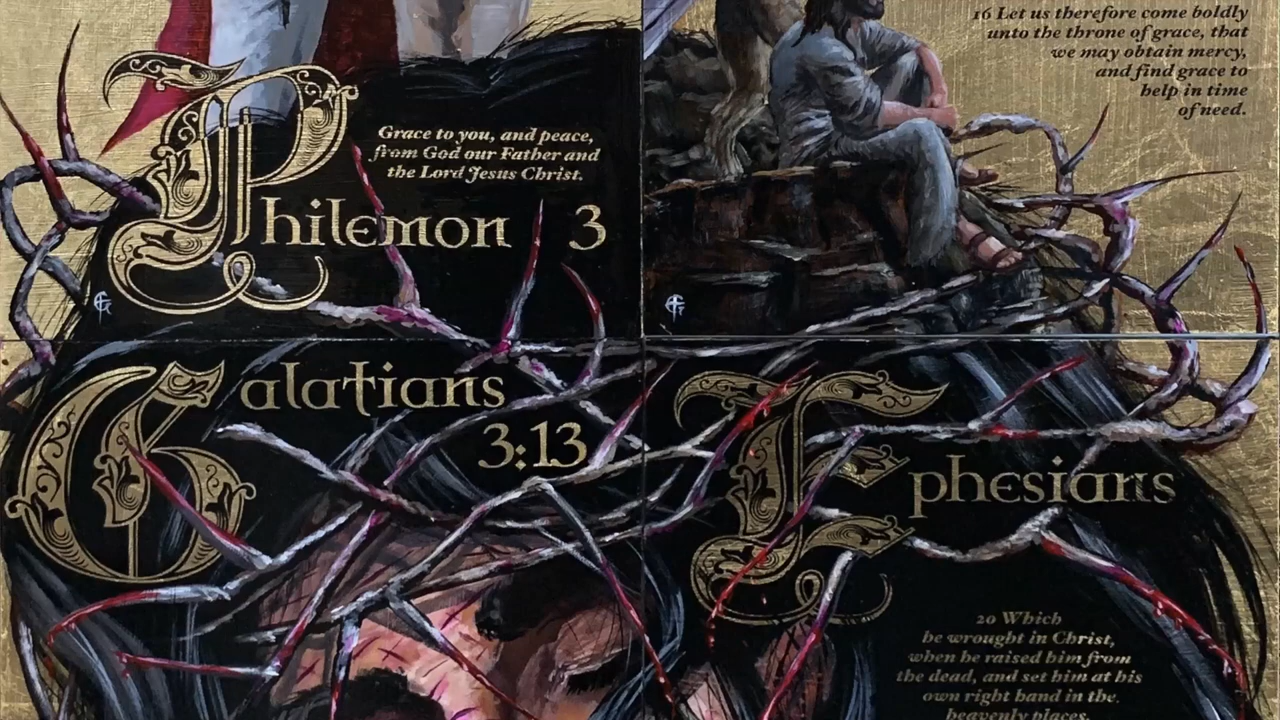 Philemon 3
Grace to you, and peace,
from God our Father and
the Lord Jesus Christ.
16 Let us therefore come boldly
unto the throne of grace, that
we may obtain mercy,
and find grace to
help in time
of need.
Galatians
3:13
Ephesians
20 Which
he wrought in Christ,
when he raised him from
the dead, and set him at his
own right hand in the
heavenly places,